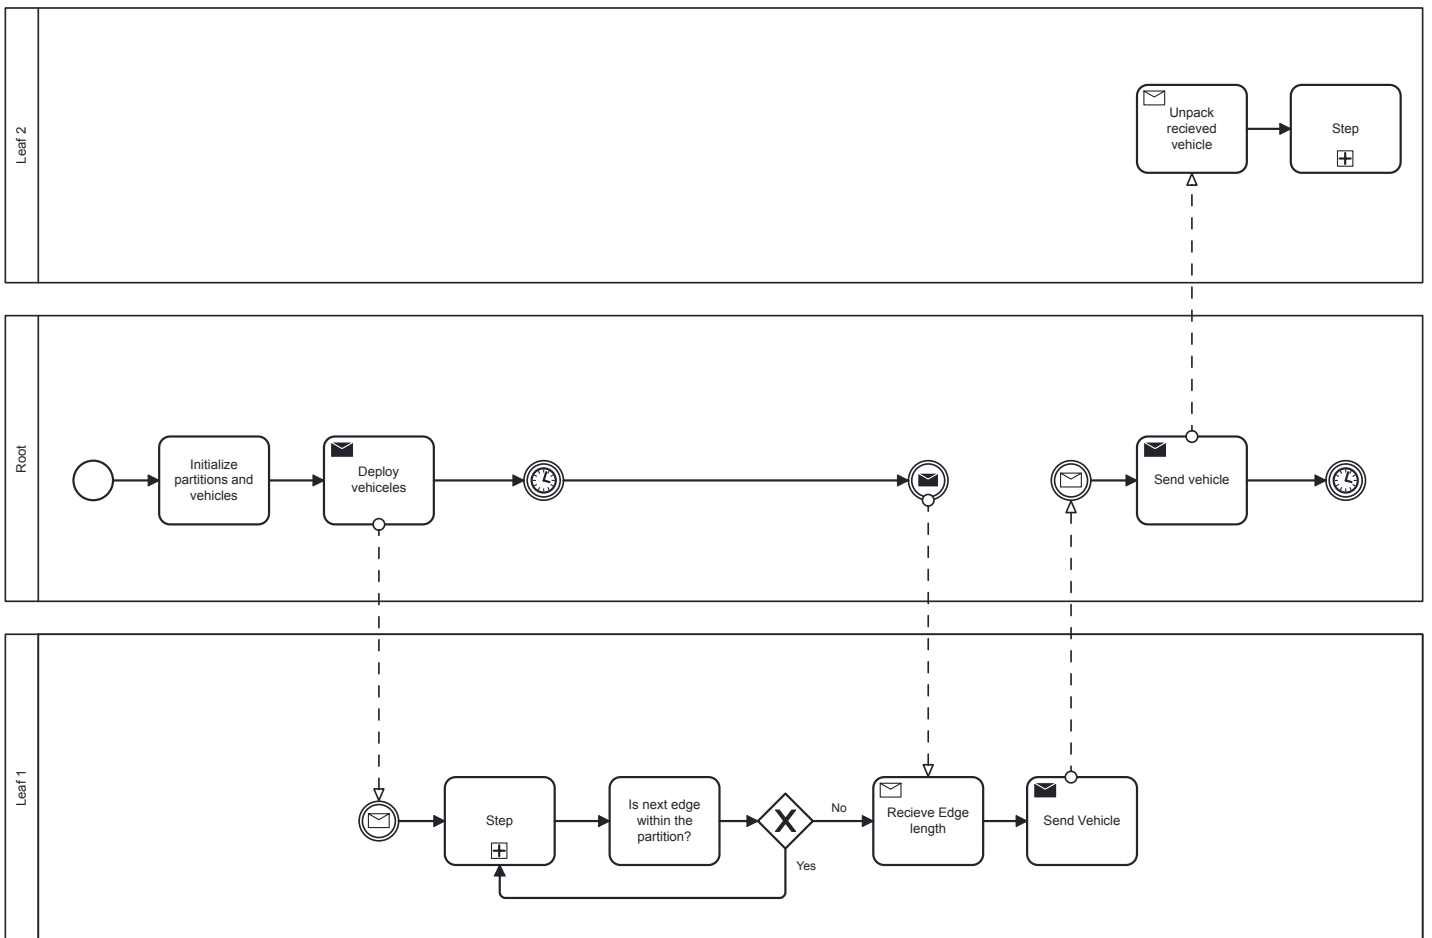 Leaf 2
Unpack
recieved
vehicle
Step
Root
Initialize
partitions and
vehicles
Deploy
vehiceles
Send vehicle
Leaf 1
Step
Is next edge
within the
partition?
No
Yes
Recieve Edge
length
Send Vehicle